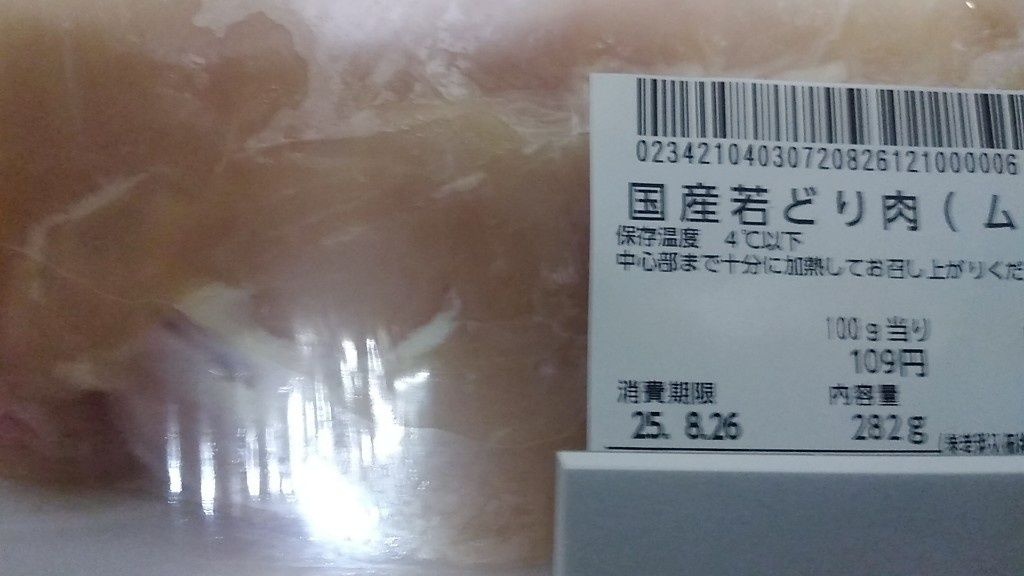 0234210403072082612100000​6
国産若どり肉(ム
保存温度 4℃以下
中心部まで十分に加熱してお召し上がりくだ
100g当り
109円
消費期限 内容量
25. 8.26 282g